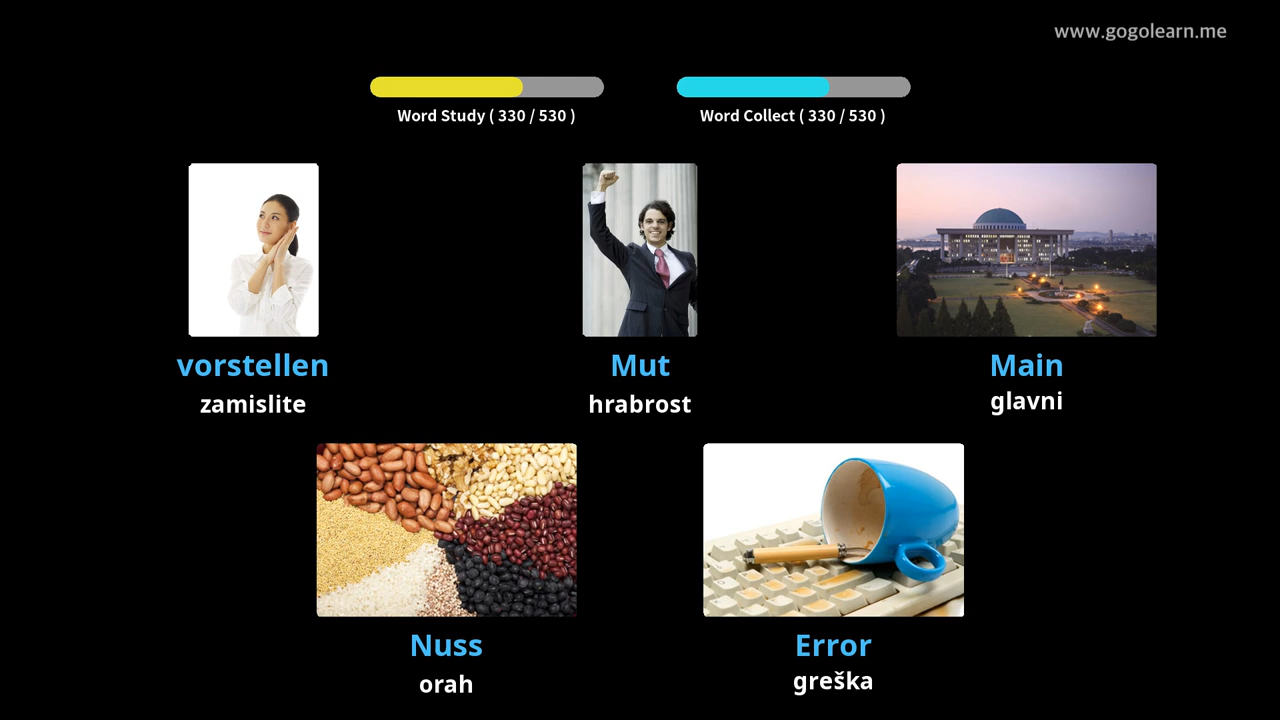 www.gogolearn.me
Word Study ( 330 / 530 )
Word Collect ( 330 / 530 )
vorstellen
zamislite
Mut
hrabrost
Main
glavni
Nuss
orah
Error
greška